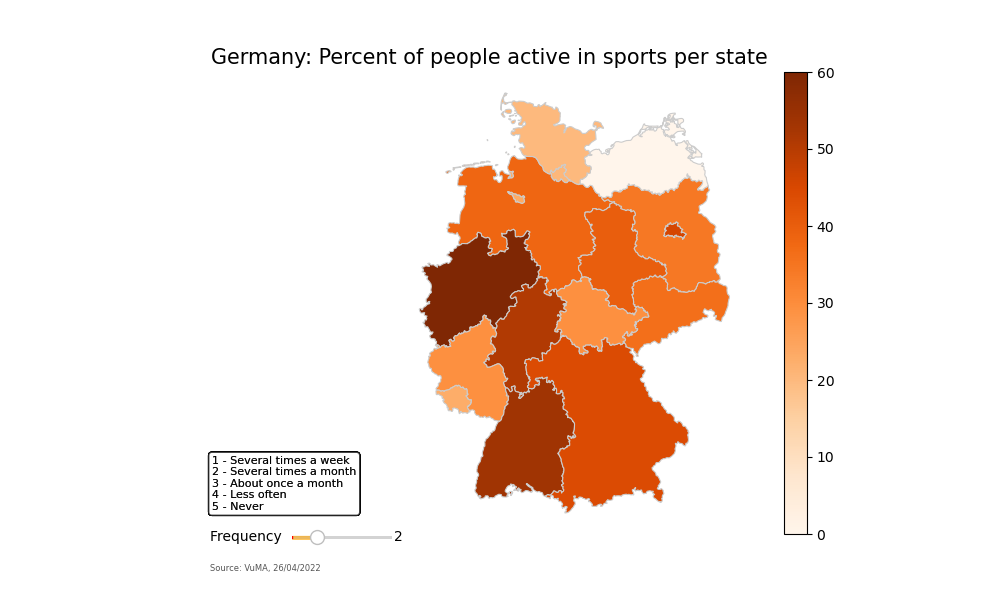 Germany: Percent of people active in sports per state
60
50
40
30
20
10
0
1 - Several times a week
2 - Several times a month
3 - About once a month
4 - Less often
5 - Never
Frequency 2
Source: VuMA, 26/04/2022